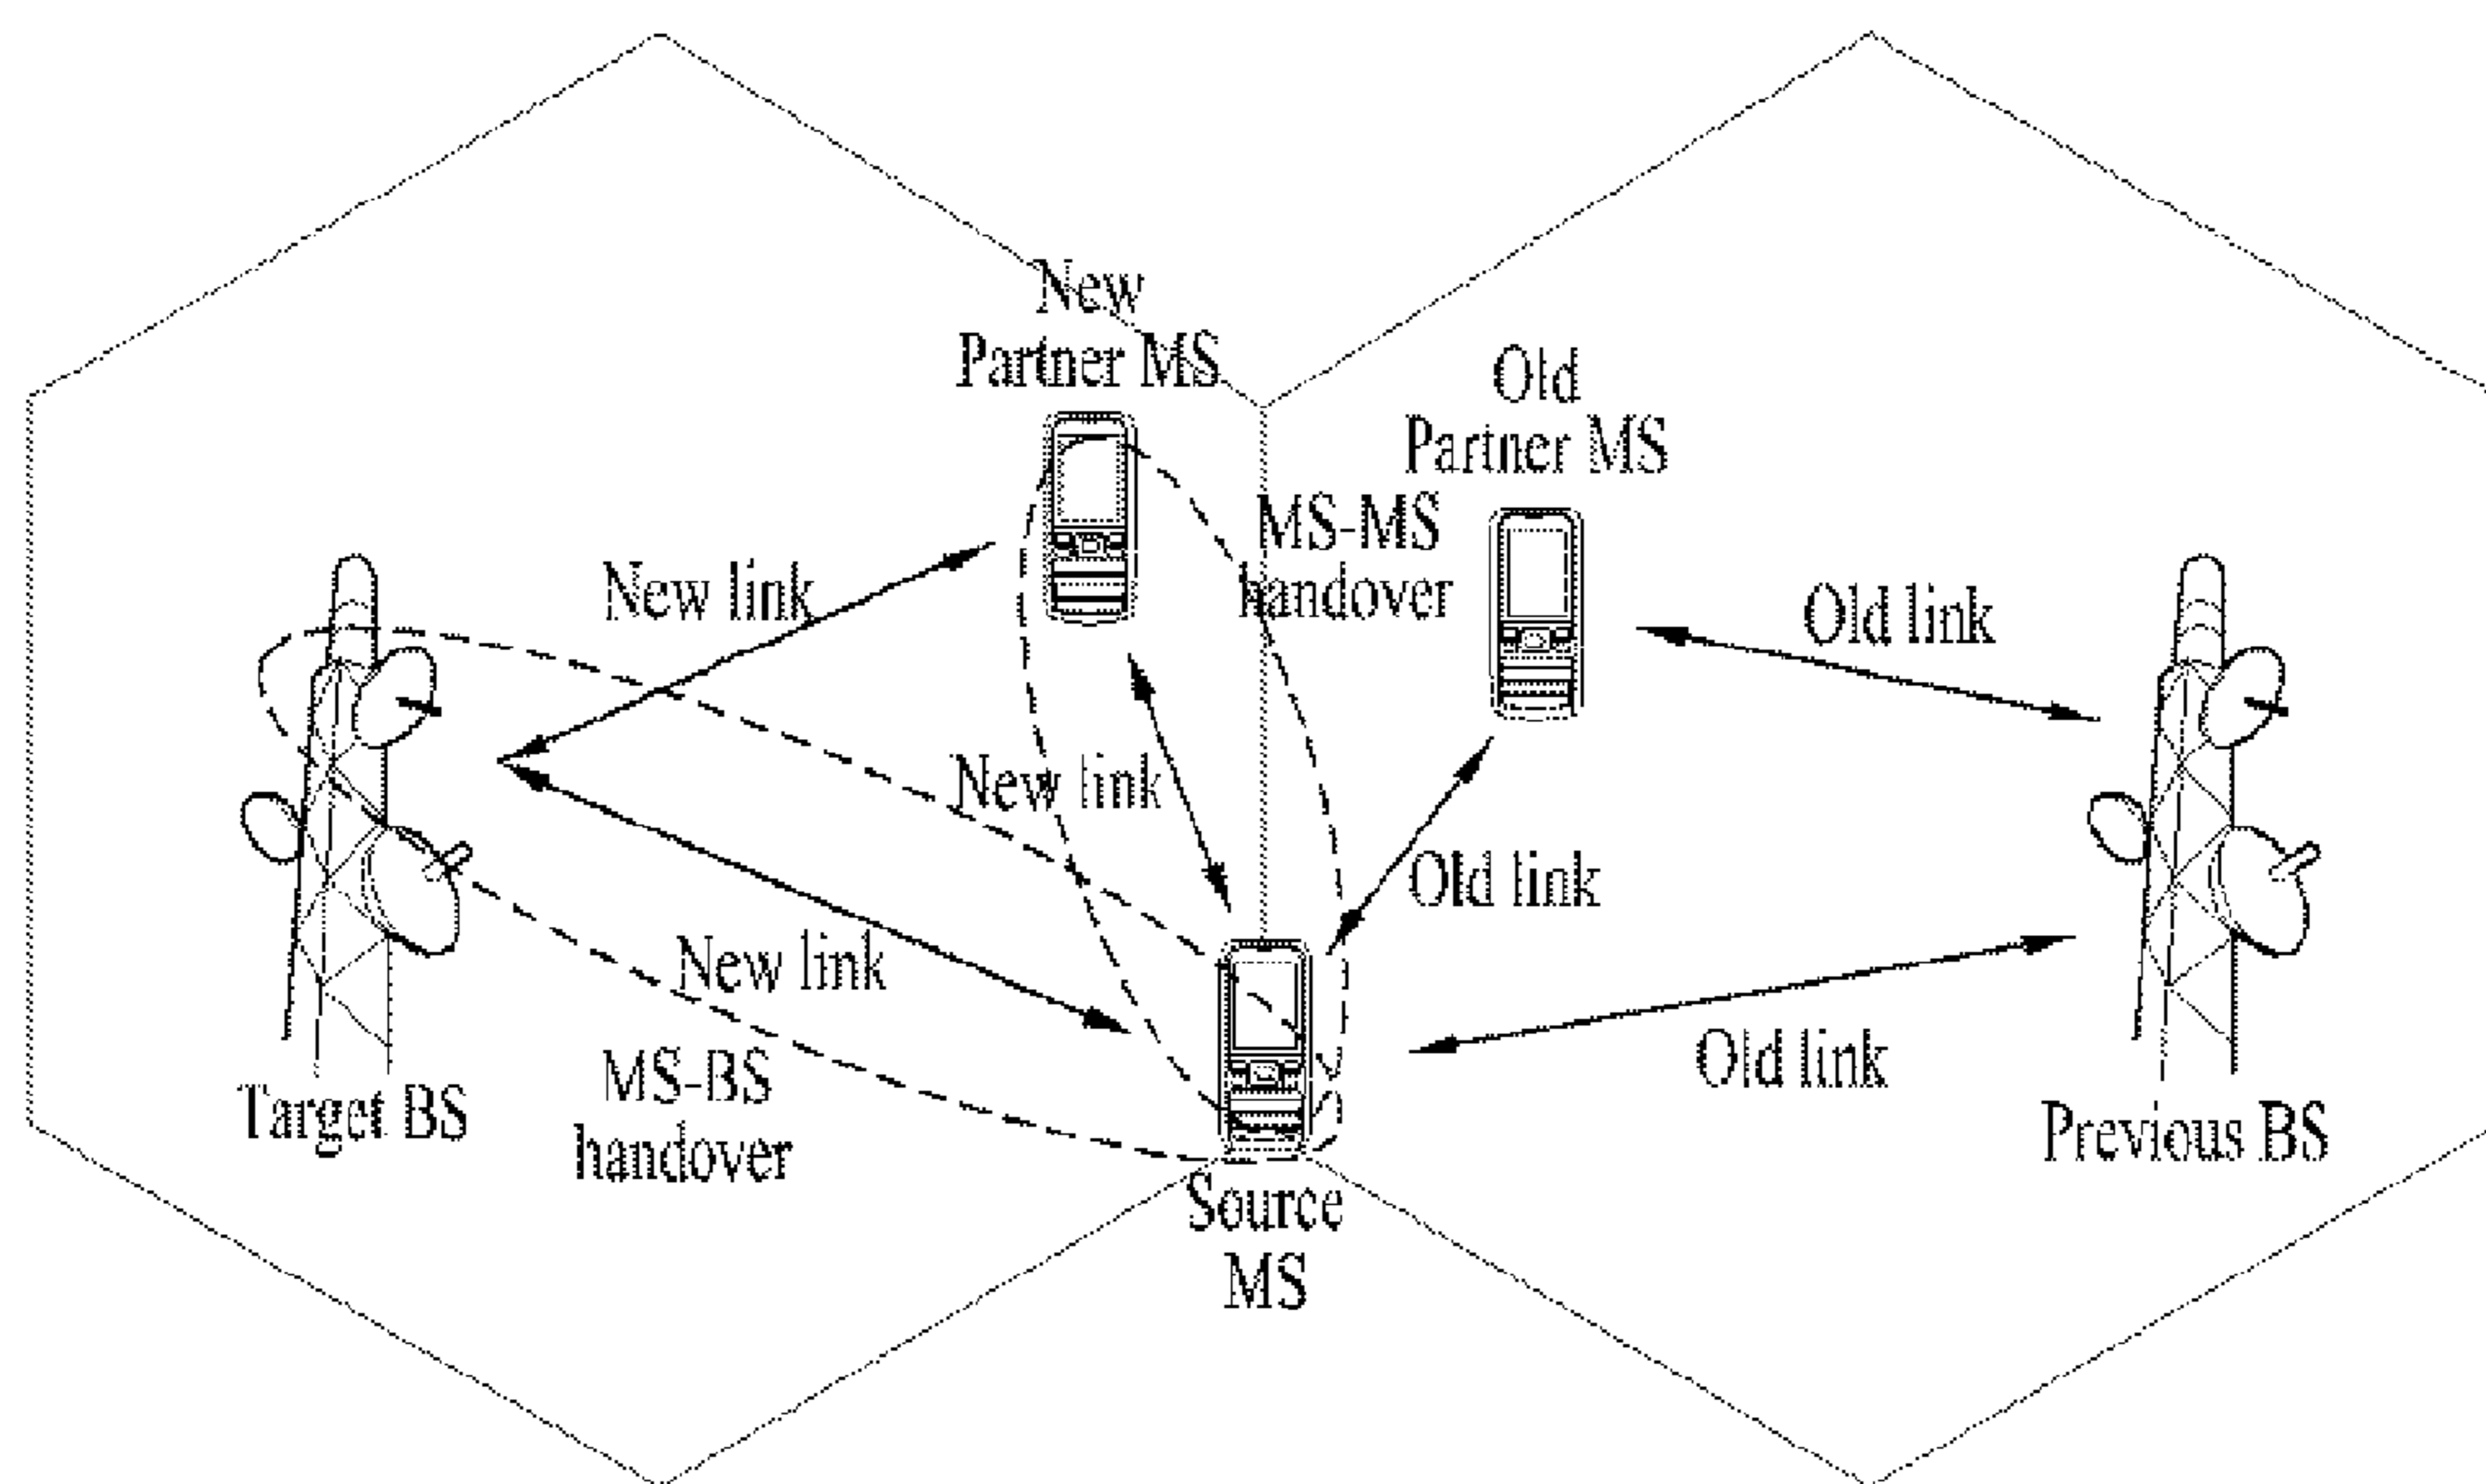 New
Partner MS
Old
Partner MS
MS-MS
handover
New link
Old link
New link
Old link
New link
Old link
MS-BS
handover
Target BS
Previous BS
Source
MS